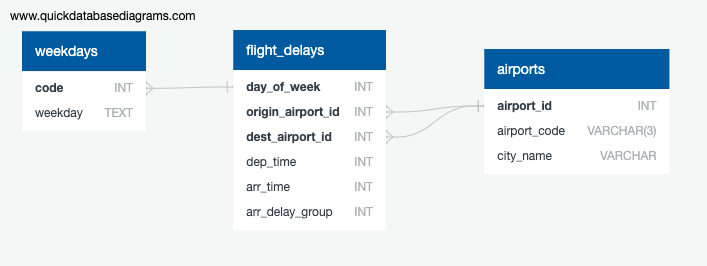 www.quickdatabasediagrams.com
weekdays
code INT
weekday TEXT
flight_delays
day_of_week INT
origin_airport_id INT
dest_airport_id INT
dep_time INT
arr_time INT
arr_delay_group INT
airports
airport_id INT
airport_code VARCHAR(3)
city_name VARCHAR